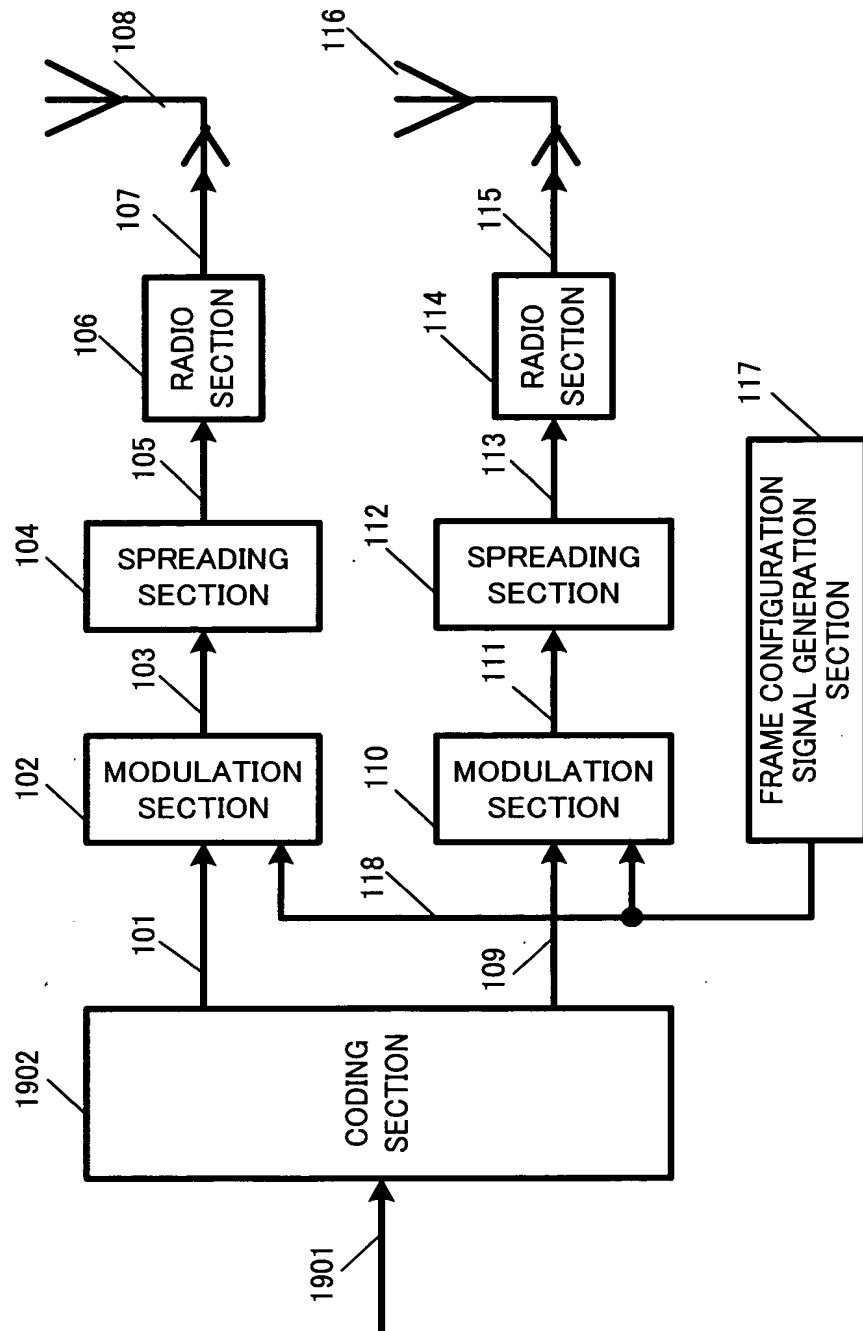 1901
1902
CODING
SECTION
101
109
118
102
MODULATION
SECTION
103
104
SPREADING
SECTION
105
106
RADIO
SECTION
107
108
110
MODULATION
SECTION
111
112
SPREADING
SECTION
113
114
RADIO
SECTION
115
116
117
FRAME CONFIGURATION
SIGNAL GENERATION
SECTION